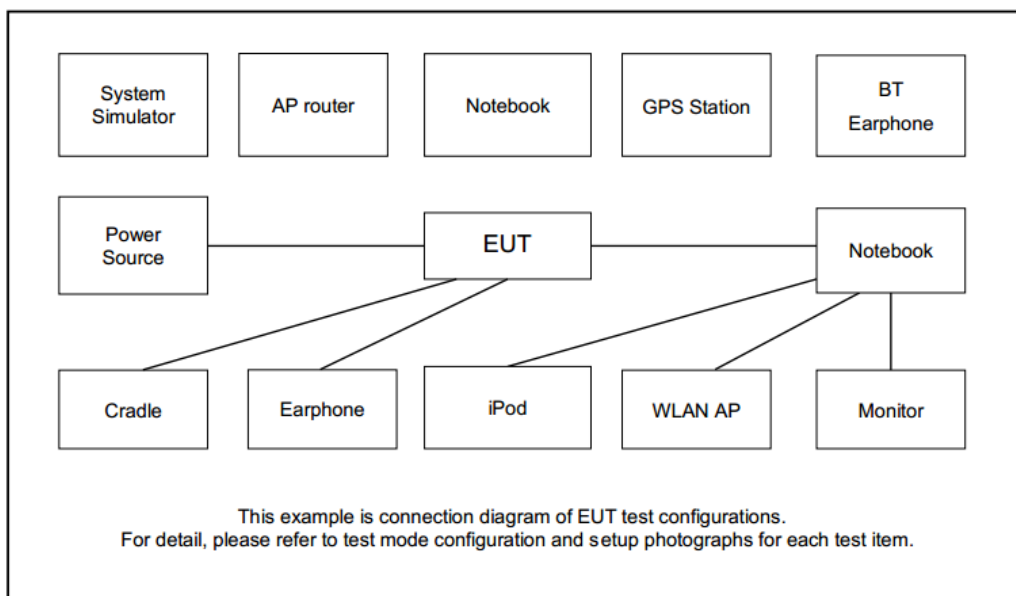 System
Simulator
AP router
Notebook
GPS Station
BT
Earphone
Power
Source
EUT
Notebook
Cradle
Earphone
iPod
WLAN AP
Monitor
This example is connection diagram of EUT test configurations.
For detail, please refer to test mode configuration and setup photographs for each test item.